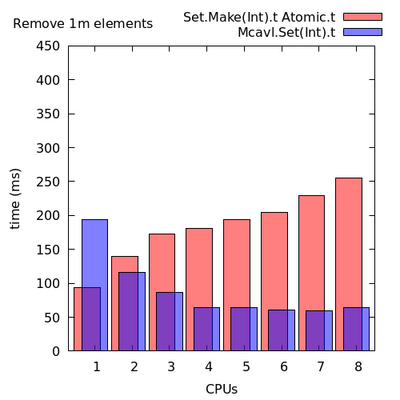 Remove 1m elements
Set.Make(Int).t Atomic.t
Mcavl.Set(Int).t
450
400
350
300
250
200
150
100
50
0
time (ms)
1 2 3 4 5 6 7 8
CPUs